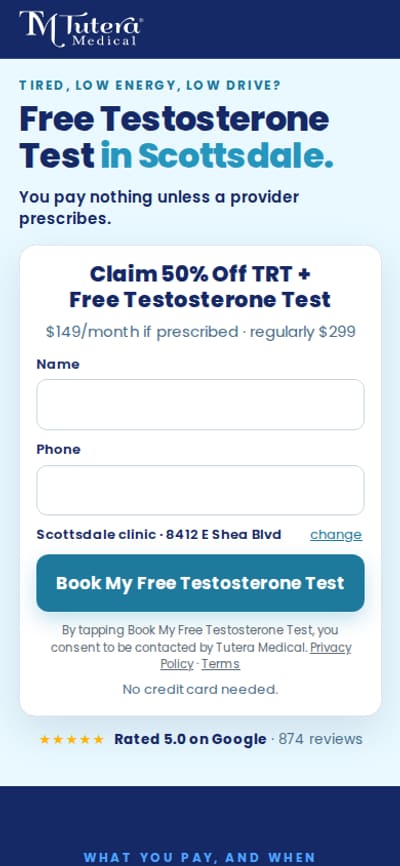 Tutera®
Medical
TIRED, LOW ENERGY, LOW DRIVE?
Free Testosterone
Test in Scottsdale.
You pay nothing unless a provider
prescribes.
Claim 50% Off TRT +
Free Testosterone Test
$149/month if prescribed · regularly $299
Name
Phone
Scottsdale clinic · 8412 E Shea Blvd change
Book My Free Testosterone Test
By tapping Book My Free Testosterone Test, you
consent to be contacted by Tutera Medical. Privacy
Policy · Terms
No credit card needed.
★★★★★ Rated 5.0 on Google · 874 reviews
WHAT YOU PAY, AND WHEN